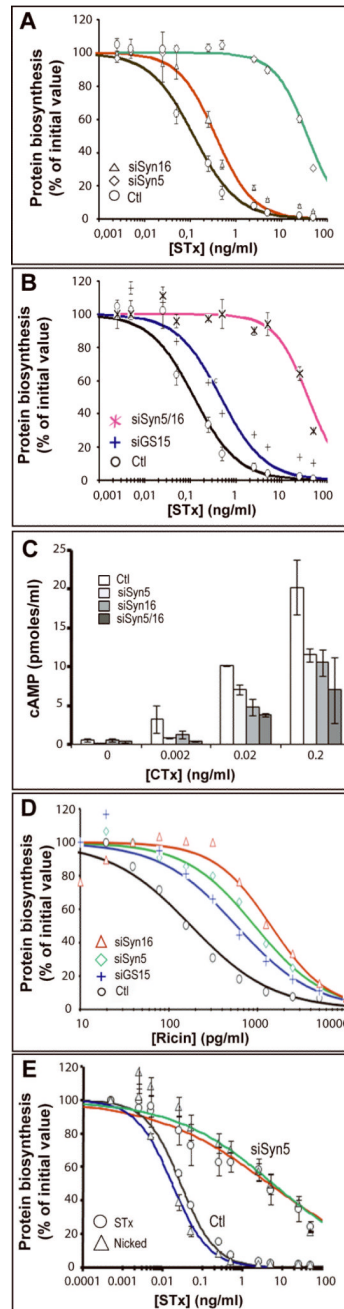 A
Protein biosynthesis
(% of initial value)
120
100
80
60
40
20
0
△ siSyn16
◇ siSyn5
○ Ctl
0,001 0,01 0,1 1 10 100
[STx] (ng/ml)
B
Protein biosynthesis
(% of initial value)
120
100
80
60
40
20
0
siSyn5/16
+ siGS15
○ Ctl
0,001 0,01 0,1 1 10 100
[STx] (ng/ml)
C
cAMP (pmoles/ml)
25
20
15
10
5
0
Ctl
siSyn5
siSyn16
siSyn5/16
0 0.002 0.02 0.2
[CTx] (ng/ml)
D
Protein biosynthesis
(% of initial value)
120
100
80
60
40
20
0
△ siSyn16
◇ siSyn5
+ siGS15
○ Ctl
10 100 1000 10000
[Ricin] (pg/ml)
E
Protein biosynthesis
(% of initial value)
120
100
80
60
40
20
0
siSyn5
Ctl
○ STx
△ Nicked
0.0001 0.001 0.01 0.1 1 10 100
[STx] (ng/ml)